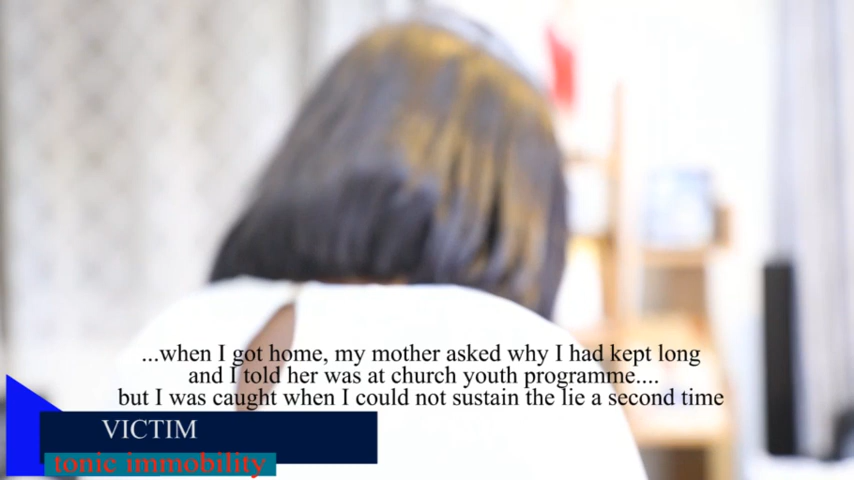 ...when I got home, my mother asked why I had kept long
and I told her was at church youth programme....
but I was caught when I could not sustain the lie a second time
VICTIM
tonic immobility